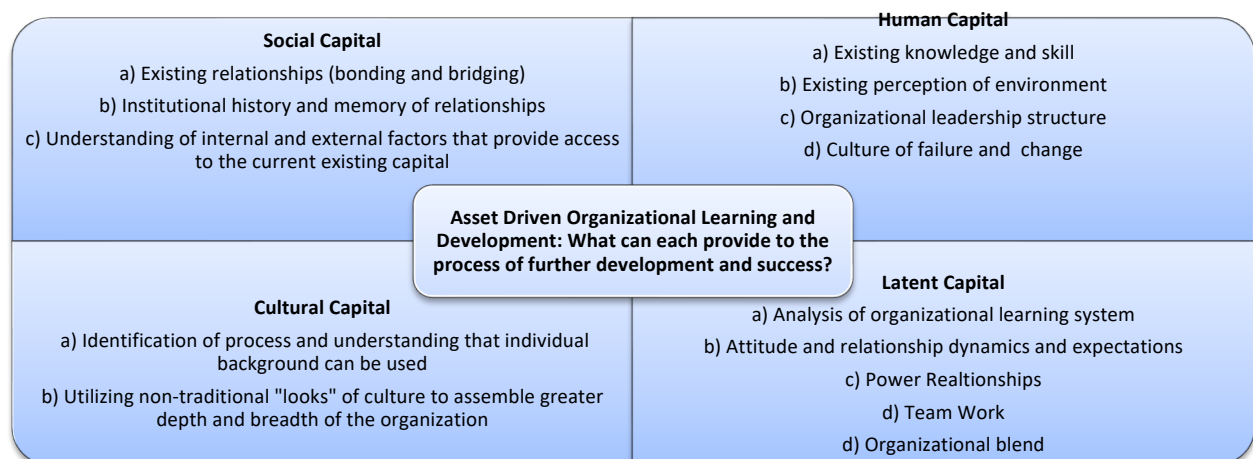 Social Capital
a) Existing relationships (bonding and bridging)
b) Institutional history and memory of relationships
c) Understanding of internal and external factors that provide access
to the current existing capital
Human Capital
a) Existing knowledge and skill
b) Existing perception of environment
c) Organizational leadership structure
d) Culture of failure and change
Asset Driven Organizational Learning and
Development: What can each provide to the
process of further development and success?
Cultural Capital
a) Identification of process and understanding that individual
background can be used
b) Utilizing non-traditional "looks" of culture to assemble greater
depth and breadth of the organization
Latent Capital
a) Analysis of organizational learning system
b) Attitude and relationship dynamics and expectations
c) Power Realtionships
d) Team Work
d) Organizational blend